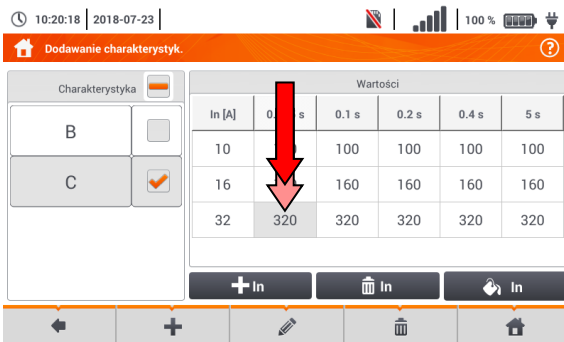 10:20:18 2018-07-23 100 %
Dodawanie charakterystyk. ?
Charakterystyka Wartości
In [A] 0.1 s 0.2 s 0.4 s 5 s
B
10 100 100 100 100
C
16 160 160 160 160
32 320 320 320 320 320
In In In